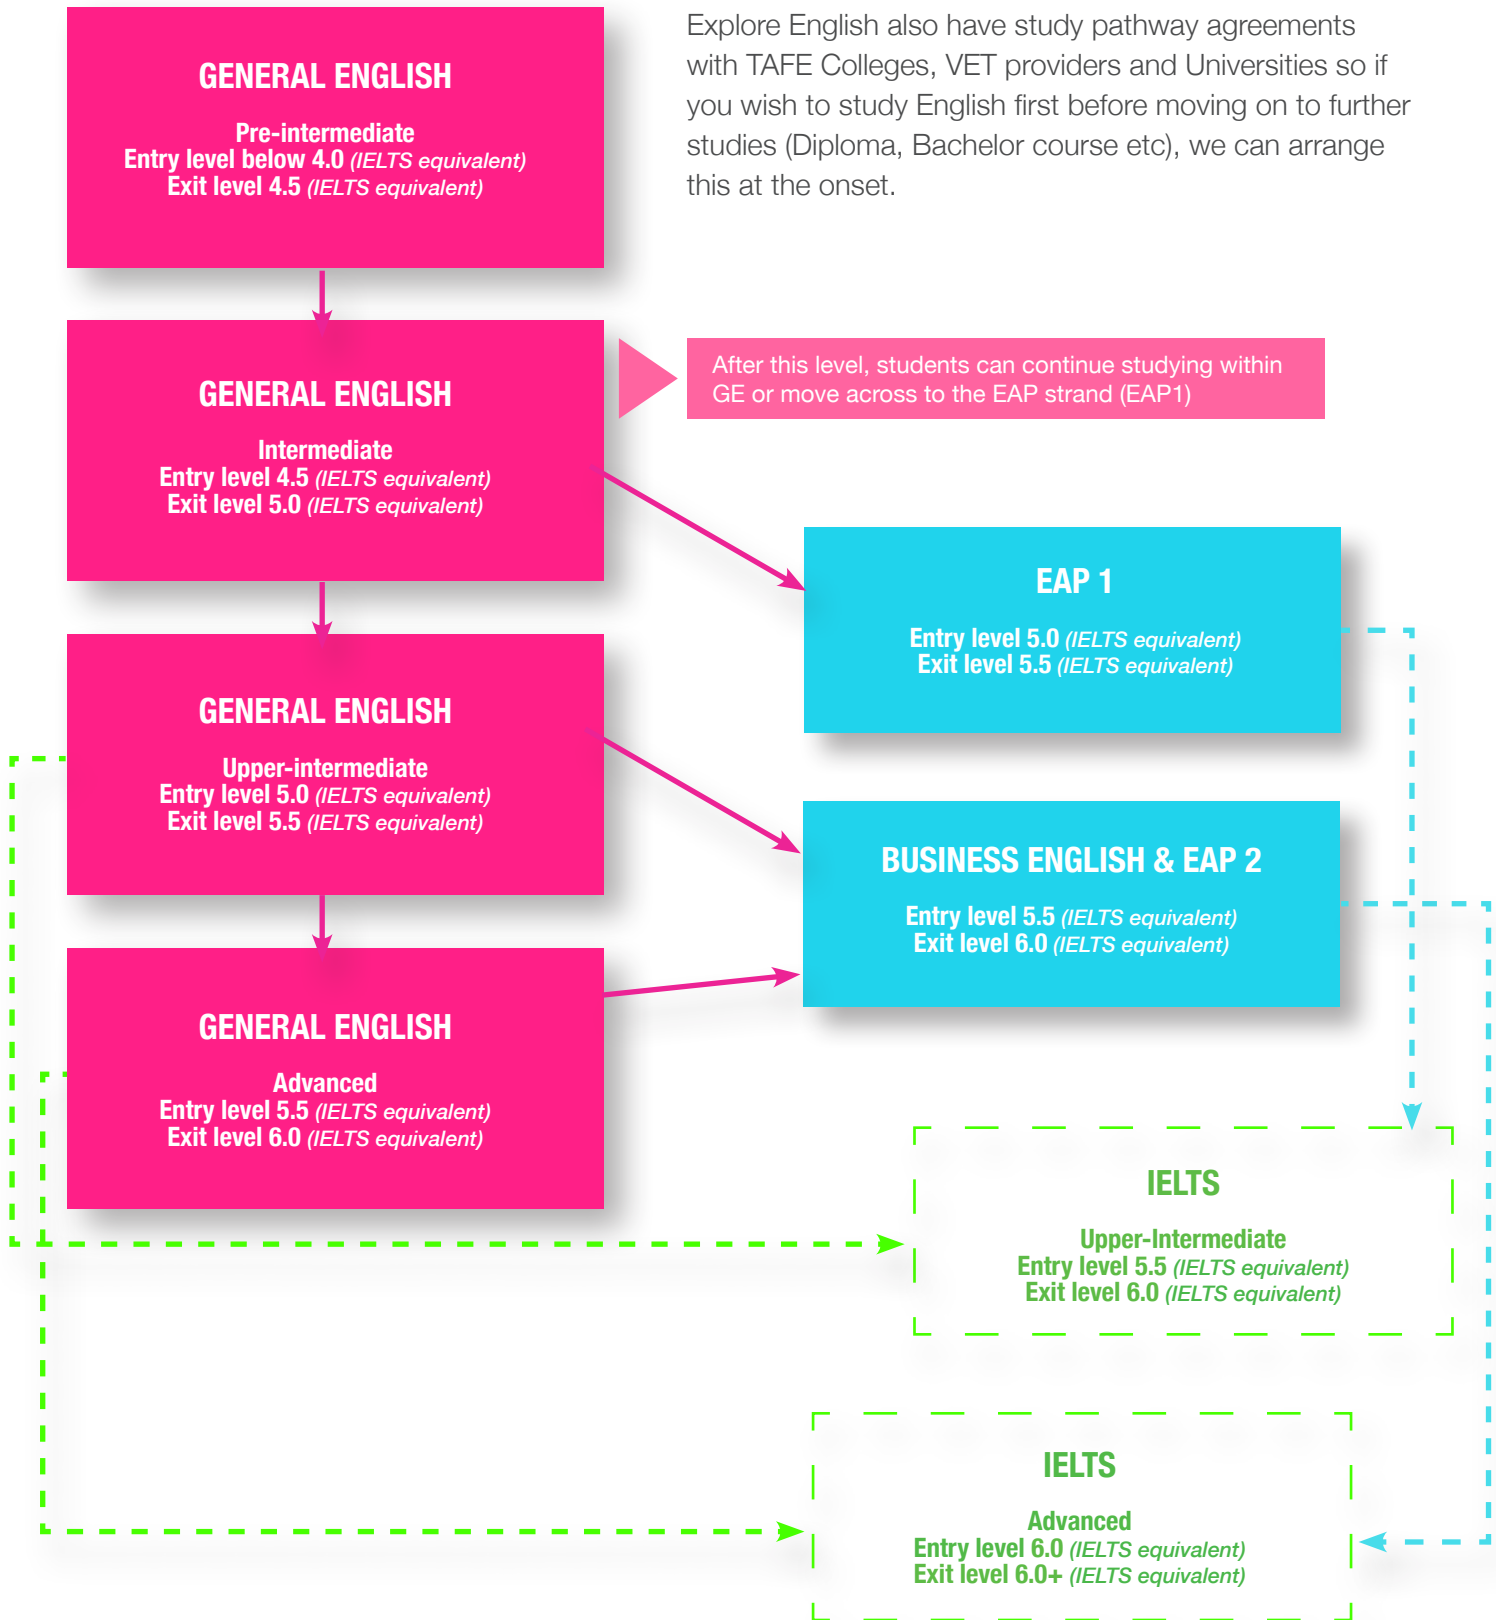 Explore English also have study pathway agreements
with TAFE Colleges, VET providers and Universities so if
you wish to study English first before moving on to further
studies (Diploma, Bachelor course etc), we can arrange
this at the onset.
GENERAL ENGLISH
Pre-intermediate
Entry level below 4.0 (IELTS equivalent)
Exit level 4.5 (IELTS equivalent)
GENERAL ENGLISH
Intermediate
Entry level 4.5 (IELTS equivalent)
Exit level 5.0 (IELTS equivalent)
After this level, students can continue studying within
GE or move across to the EAP strand (EAP1)
EAP 1
Entry level 5.0 (IELTS equivalent)
Exit level 5.5 (IELTS equivalent)
GENERAL ENGLISH
Upper-intermediate
Entry level 5.0 (IELTS equivalent)
Exit level 5.5 (IELTS equivalent)
BUSINESS ENGLISH & EAP 2
Entry level 5.5 (IELTS equivalent)
Exit level 6.0 (IELTS equivalent)
GENERAL ENGLISH
Advanced
Entry level 5.5 (IELTS equivalent)
Exit level 6.0 (IELTS equivalent)
IELTS
Upper-Intermediate
Entry level 5.5 (IELTS equivalent)
Exit level 6.0 (IELTS equivalent)
IELTS
Advanced
Entry level 6.0 (IELTS equivalent)
Exit level 6.0+ (IELTS equivalent)